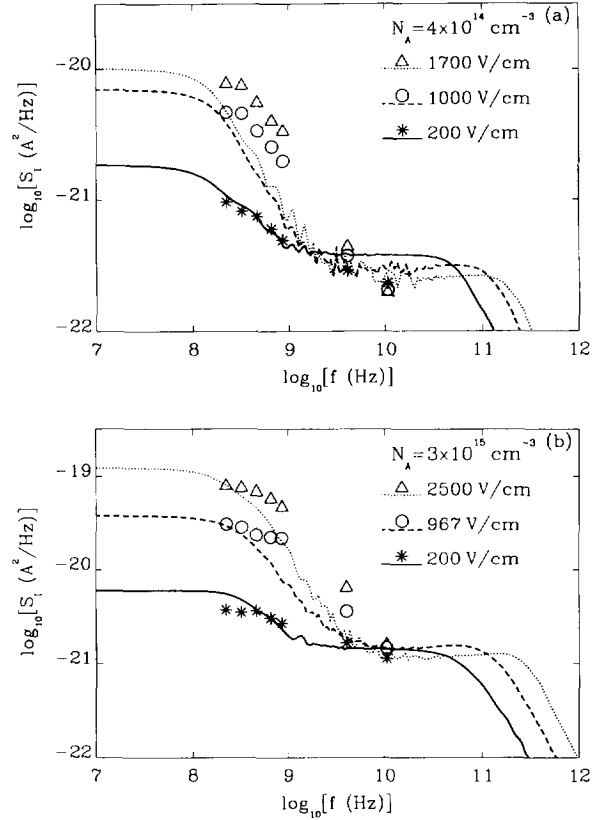 N_A=4×10^14 cm^-3 (a)
△ 1700 V/cm
○ 1000 V/cm
* 200 V/cm
log10[S_I (A^2/Hz)]
-20
-21
-22
7 8 9 10 11 12
log10[f (Hz)]
N_A=3×10^15 cm^-3 (b)
△ 2500 V/cm
○ 967 V/cm
* 200 V/cm
log10[S_I (A^2/Hz)]
-19
-20
-21
-22
7 8 9 10 11 12
log10[f (Hz)]